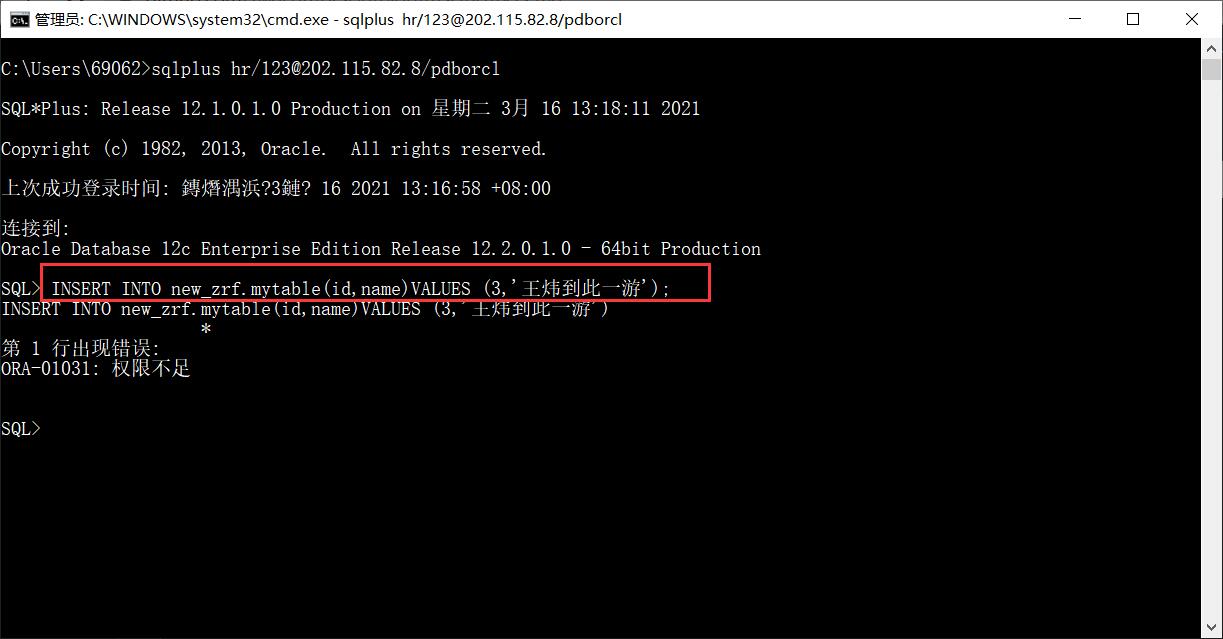 管理员: C:\WINDOWS\system32\cmd.exe - sqlplus  hr/123@202.115.82.8/pdborcl
C:\Users\69062>sqlplus hr/123@202.115.82.8/pdborcl
SQL*Plus: Release 12.1.0.1.0 Production on 星期二 3月 16 13:18:11 2021
Copyright (c) 1982, 2013, Oracle.  All rights reserved.
上次成功登录时间: 鏄熸湡浜?3鏈? 16 2021 13:16:58 +08:00
连接到:
Oracle Database 12c Enterprise Edition Release 12.2.0.1.0 - 64bit Production
SQL> INSERT INTO new_zrf.mytable(id,name)VALUES (3,'王炜到此一游');
INSERT INTO new_zrf.mytable(id,name)VALUES (3,'王炜到此一游')
*
第 1 行出现错误:
ORA-01031: 权限不足
SQL>